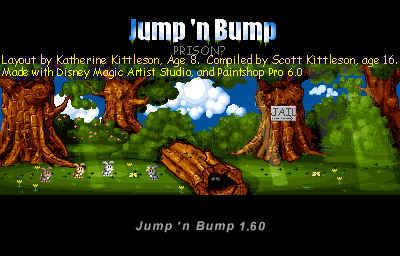 Jump 'n Bump
PRISON?
Layout by Katherine Kittleson, Age 8. Compiled by Scott Kittleson, age 16.
Made with Disney Magic Artist Studio, and Paintshop Pro 6.0
JAIL
Jump 'n Bump 1.60